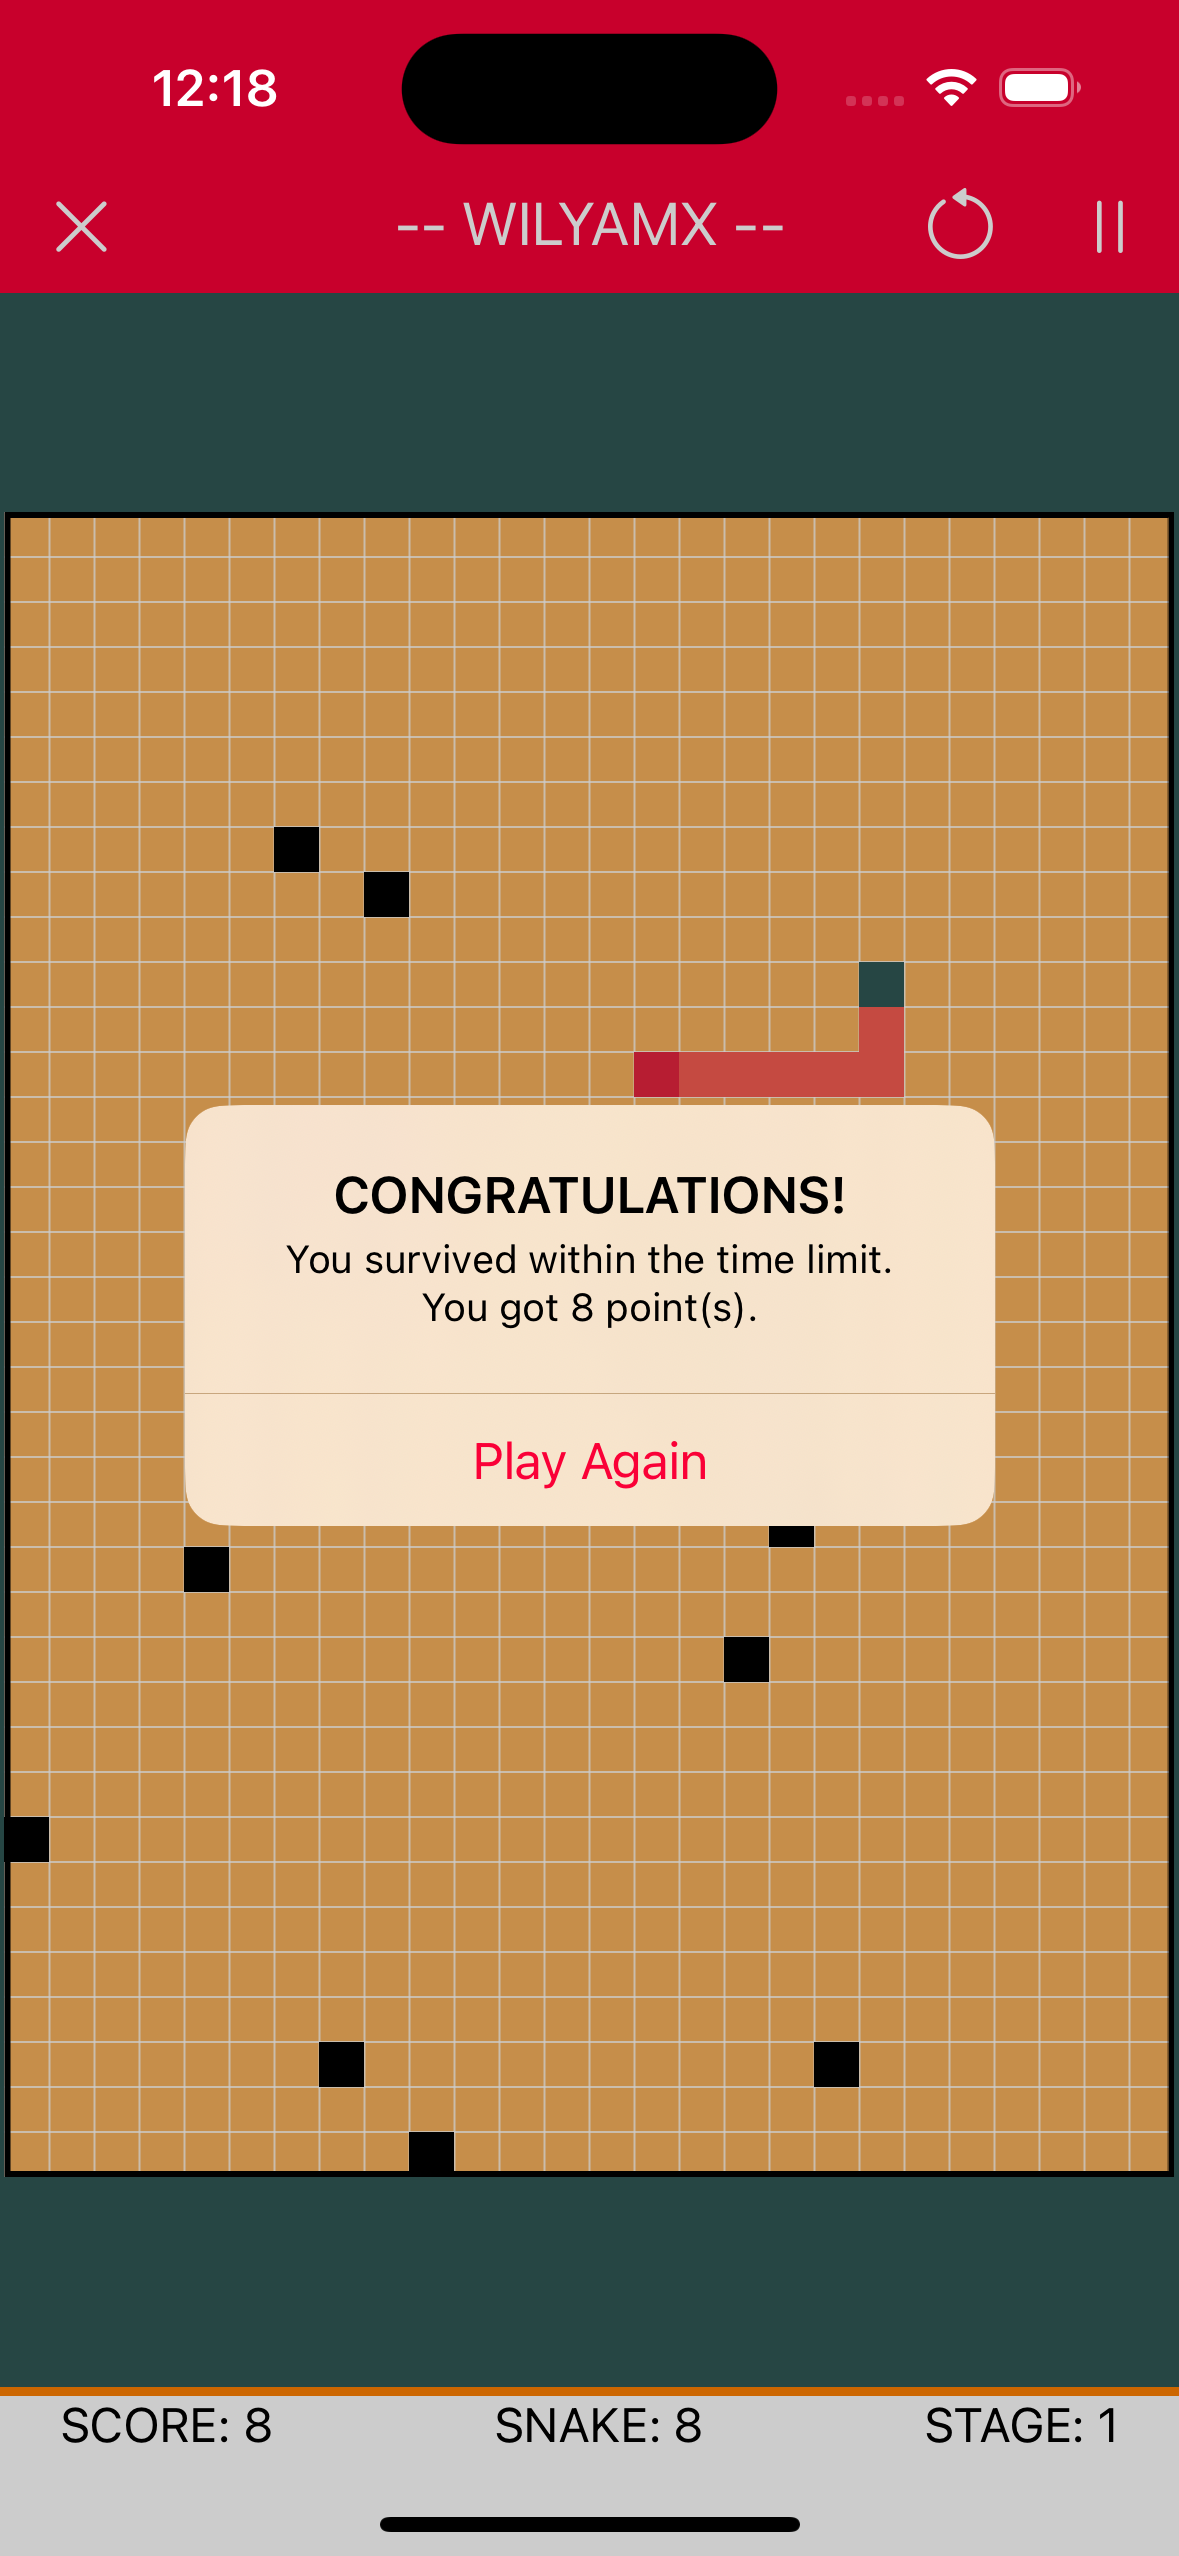 12:18
-- WILYAMX --
CONGRATULATIONS!
You survived within the time limit.
You got 8 point(s).
Play Again
SCORE: 8
SNAKE: 8
STAGE: 1